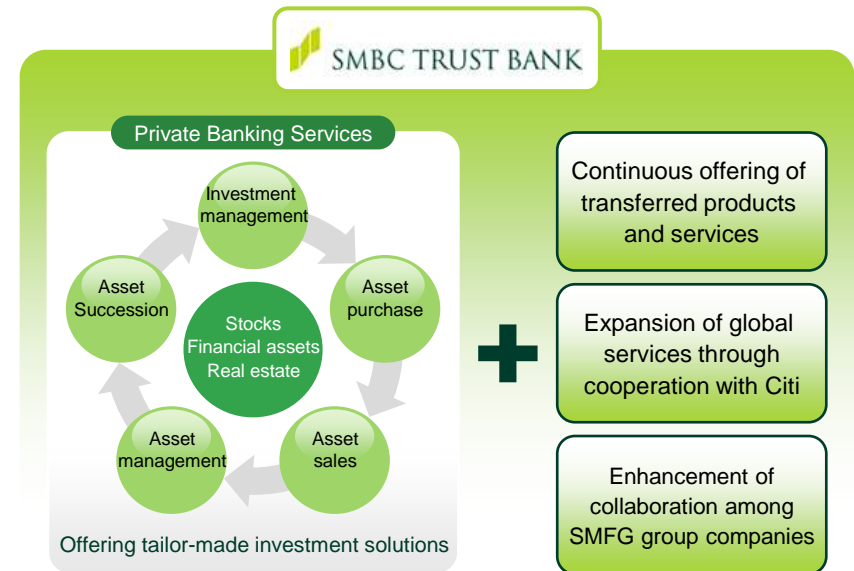 SMBC TRUST BANK
Private Banking Services
Investment
management
Asset
purchase
Asset
sales
Asset
management
Asset
Succession
Stocks
Financial assets
Real estate
Offering tailor-made investment solutions
Continuous offering of
transferred products
and services
Expansion of global
services through
cooperation with Citi
Enhancement of
collaboration among
SMFG group companies